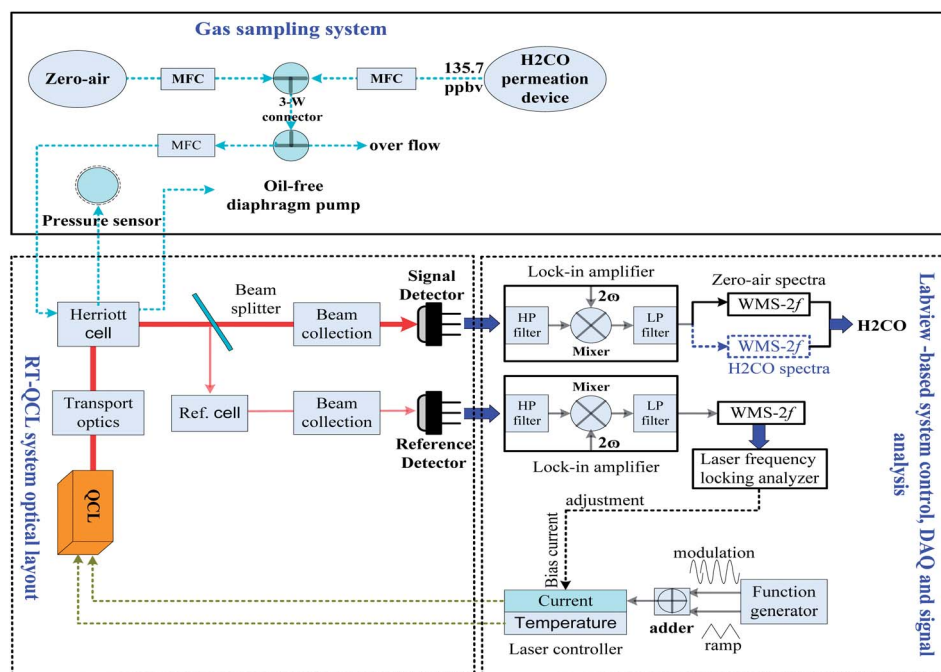 Gas sampling system
Zero-air
MFC
3-W
connector
MFC
135.7
ppbv
H2CO
permeation
device
MFC
over flow
Pressure sensor
Oil-free
diaphragm pump
RT-QCL system optical layout
Herriott
cell
Beam
splitter
Beam
collection
Signal
Detector
Transport
optics
Ref. cell
Beam
collection
Reference
Detector
QCL
Labview -based system control, DAQ and signal
analysis
Lock-in amplifier
2ω
HP
filter
Mixer
LP
filter
Zero-air spectra
WMS-2f
WMS-2f
H2CO spectra
H2CO
Mixer
HP
filter
LP
filter
2ω
Lock-in amplifier
WMS-2f
Laser frequency
locking analyzer
adjustment
Bias current
modulation
Current
Temperature
Laser controller
adder
Function
generator
ramp